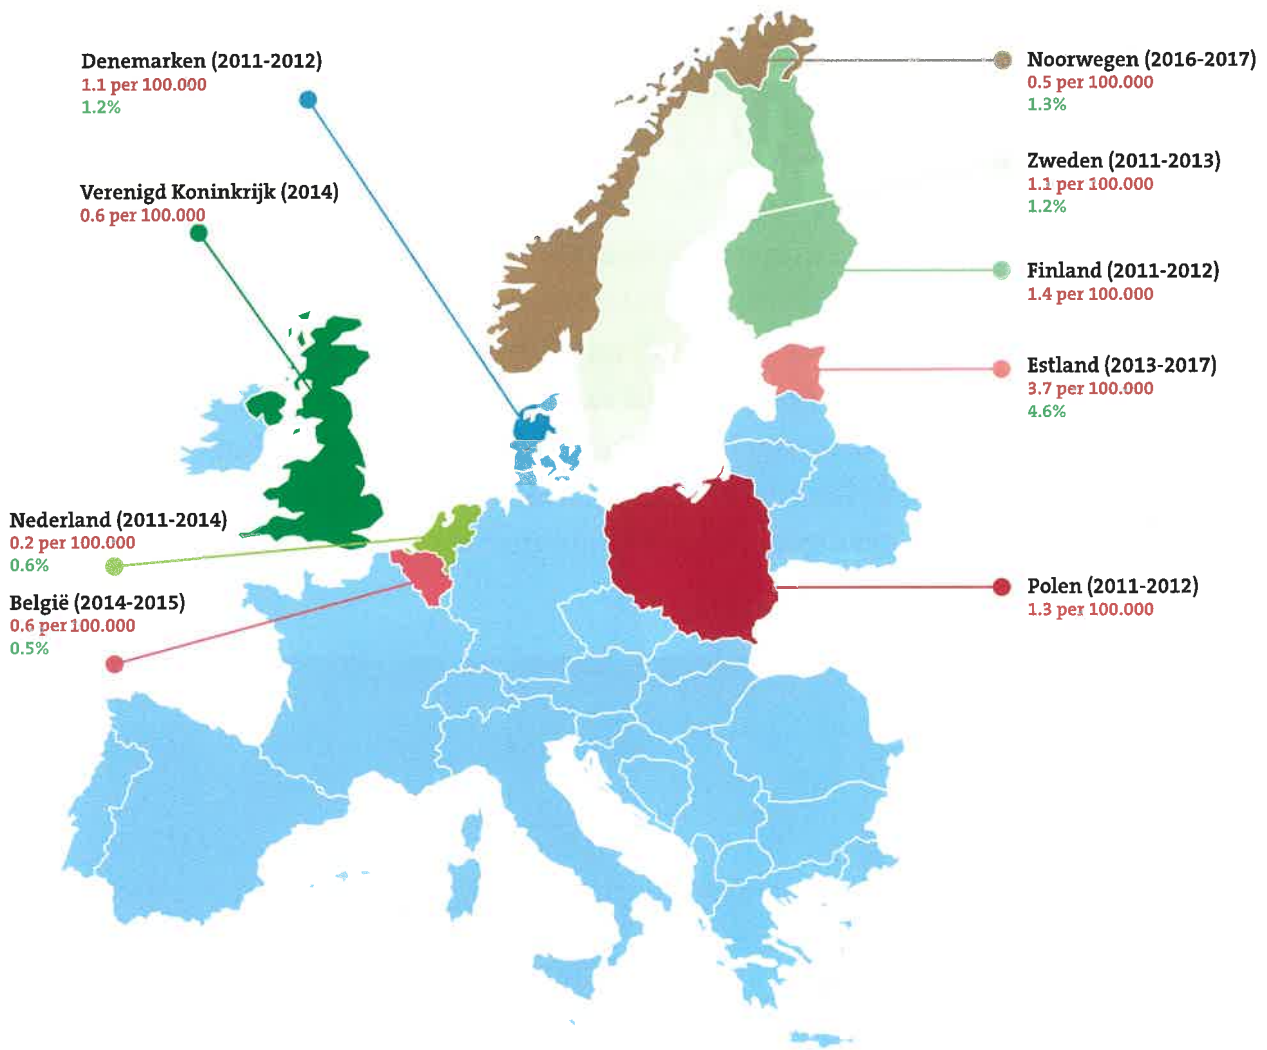 Denemarken (2011-2012)
1.1 per 100.000
1.2%
Verenigd Koninkrijk (2014)
0.6 per 100.000
Nederland (2011-2014)
0.2 per 100.000
0.6%
België (2014-2015)
0.6 per 100.000
0.5%
Noorwegen (2016-2017)
0.5 per 100.000
1.3%
Zweden (2011-2013)
1.1 per 100.000
1.2%
Finland (2011-2012)
1.4 per 100.000
Estland (2013-2017)
3.7 per 100.000
4.6%
Polen (2011-2012)
1.3 per 100.000